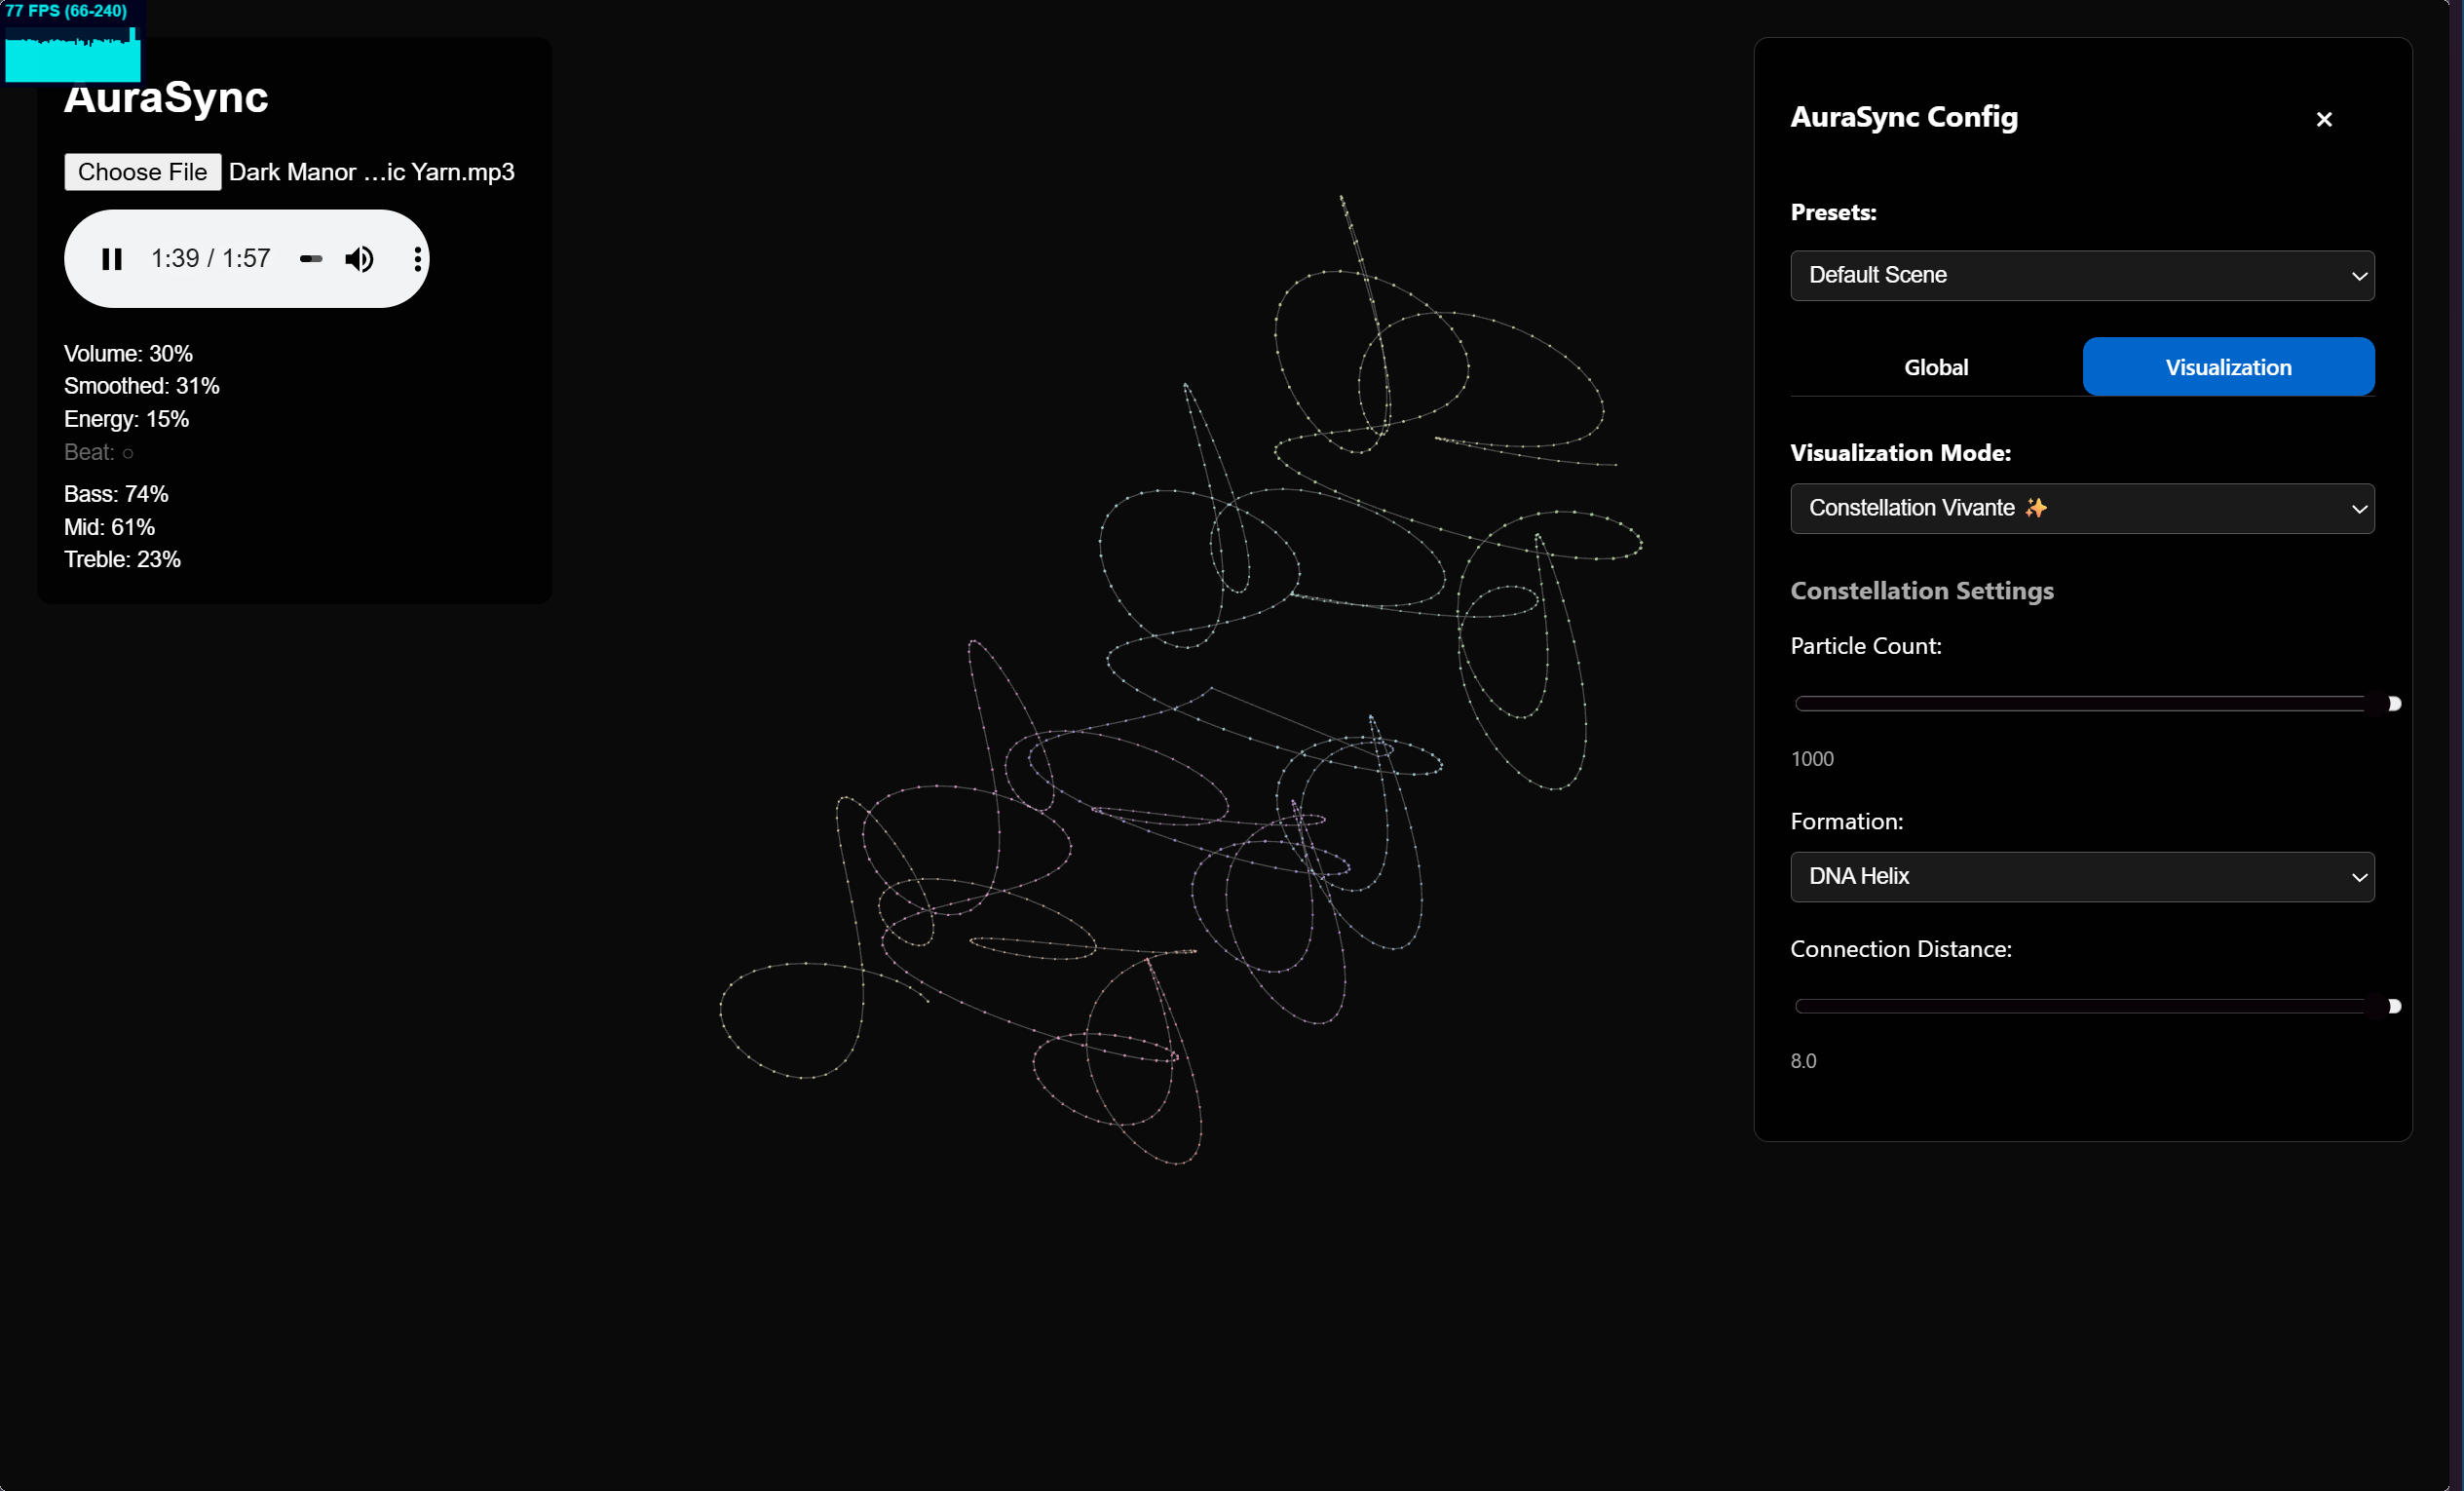 77 FPS (66-240)
AuraSync
Choose File Dark Manor ...ic Yarn.mp3
1:39 / 1:57
Volume: 30%
Smoothed: 31%
Energy: 15%
Beat: ○
Bass: 74%
Mid: 61%
Treble: 23%
AuraSync Config
×
Presets:
Default Scene
Global Visualization
Visualization Mode:
Constellation Vivante ✨
Constellation Settings
Particle Count:
1000
Formation:
DNA Helix
Connection Distance:
8.0